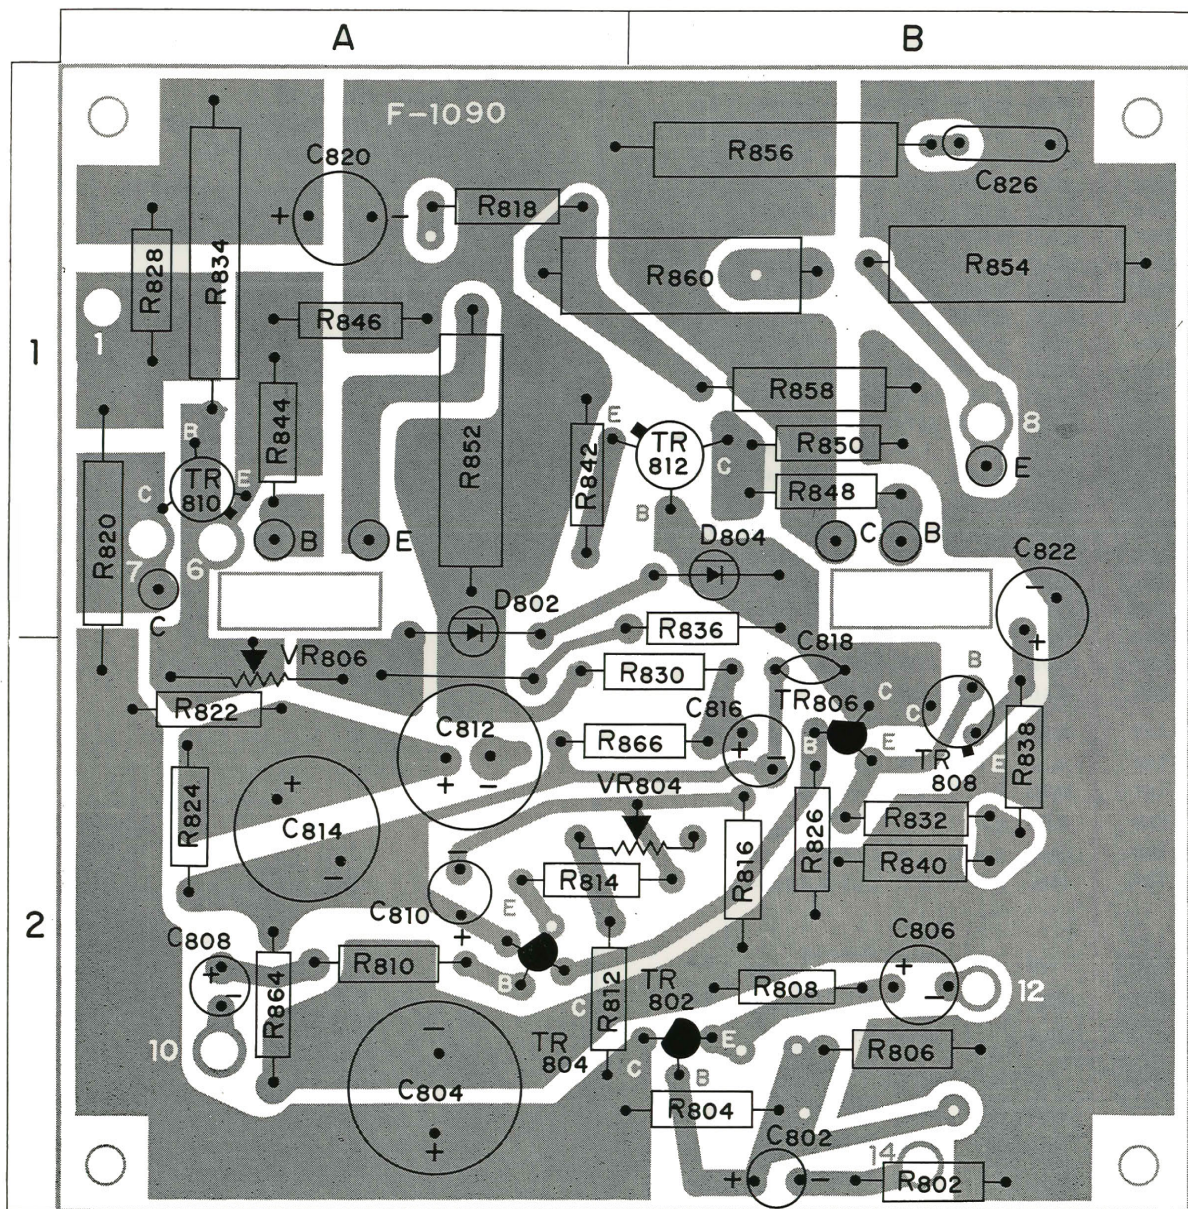 A B
F-1090
C820
+ -
R818
R856
C826
R828
R834
R846
R860
R854
1
1
R844
R852
R842
E
TR
812
C
B
R858
R850
R848
8
E
B
TR
810
C
E
R820
7
6
B
E
C
C
B
D804
C822
-
+
D802
R836
C818
VR806
R830
R822
C812
+ -
R866
C816
+ -
TR806
B
C
E
C
B
TR
808
E
R838
R824
+
C814
-
VR804
R816
R826
R832
R840
2
-
C810
+
R814
E
B
C
TR
804
R812
C808
+
-
R864
R810
C806
+ -
12
TR
802
R808
E
C
B
10
-
C804
+
R806
R804
C802
+ -
14
R802